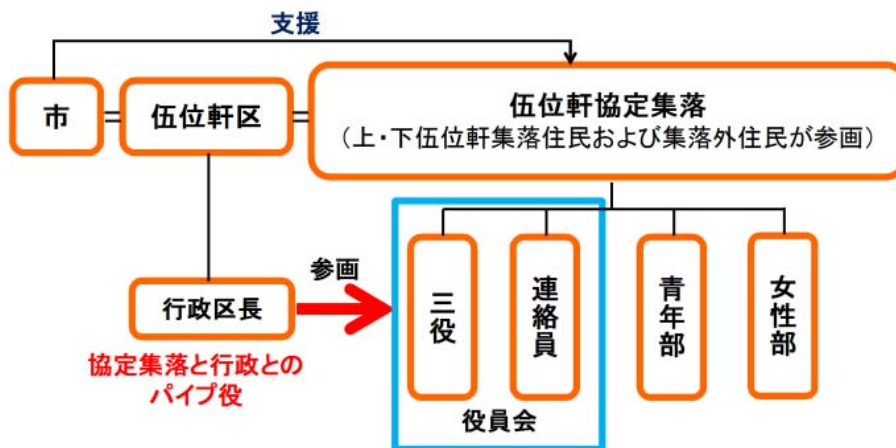 支援
市
伍位軒区
伍位軒協定集落
(上・下伍位軒集落住民および集落外住民が参画)
行政区長
参画
協定集落と行政との
パイプ役
三役
連絡員
青年部
女性部
役員会